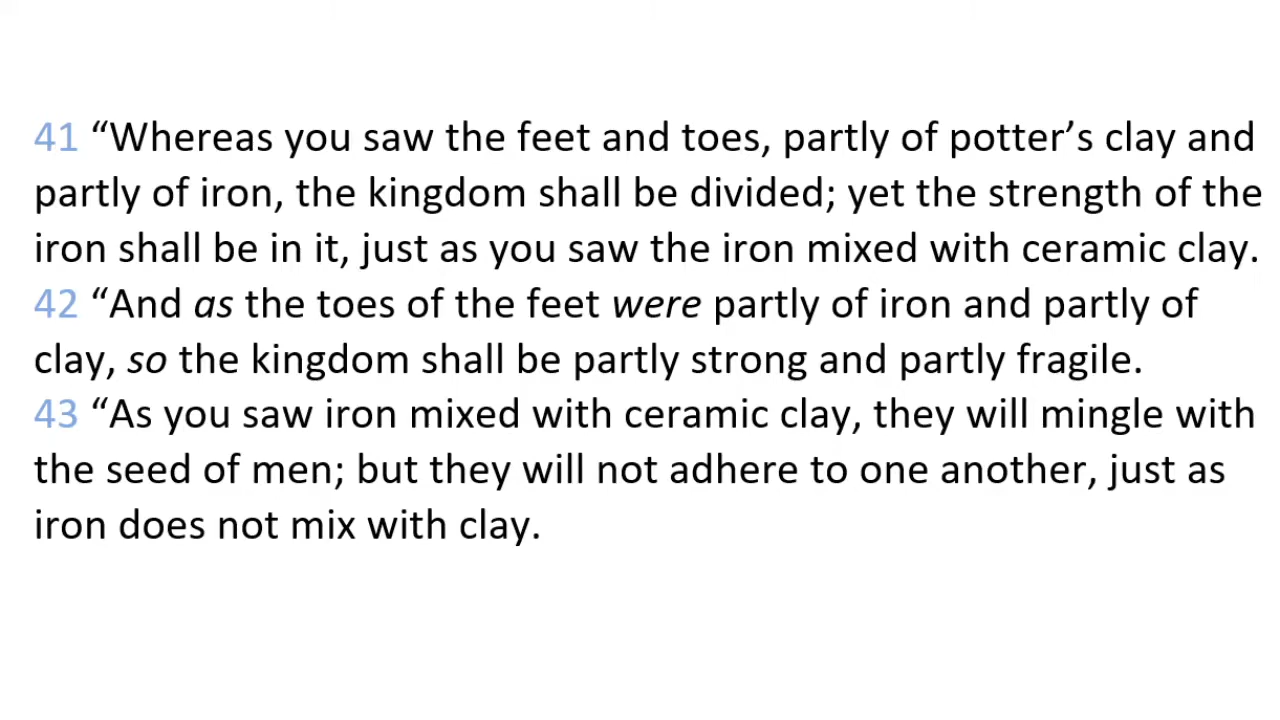 41 “Whereas you saw the feet and toes, partly of potter’s clay and
partly of iron, the kingdom shall be divided; yet the strength of the
iron shall be in it, just as you saw the iron mixed with ceramic clay.
42 “And as the toes of the feet were partly of iron and partly of
clay, so the kingdom shall be partly strong and partly fragile.
43 “As you saw iron mixed with ceramic clay, they will mingle with
the seed of men; but they will not adhere to one another, just as
iron does not mix with clay.